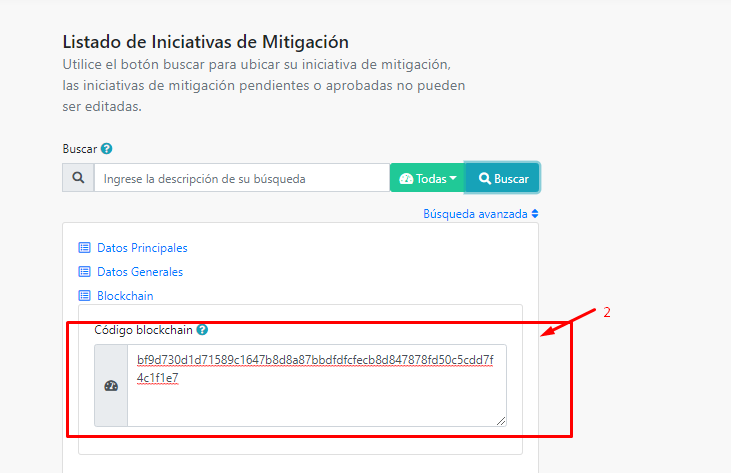 Listado de Iniciativas de Mitigación
Utilice el botón buscar para ubicar su iniciativa de mitigación,
las iniciativas de mitigación pendientes o aprobadas no pueden
ser editadas.
Buscar ?
Ingrese la descripción de su búsqueda Todas Buscar
Búsqueda avanzada
Datos Principales
Datos Generales
Blockchain
2
Código blockchain ?
bf9d730d1d71589c1647b8d8a87bbdfdfcfecb8d847878fd50c5cdd7f
4c1f1e7